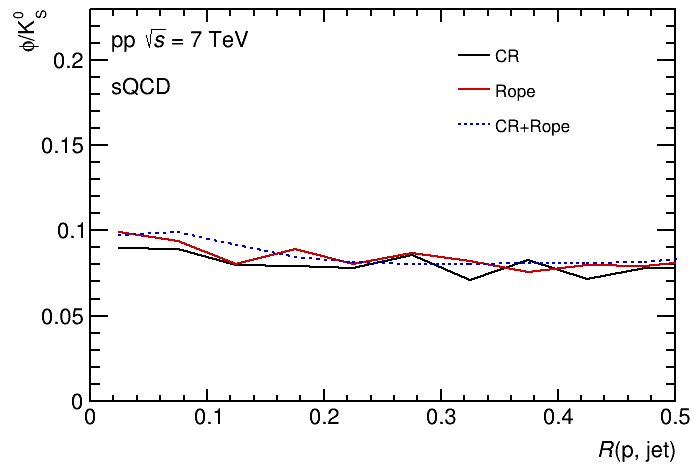 ϕ/K⁰ₛ
pp √s = 7 TeV
sQCD
CR
Rope
CR+Rope
0.2
0.15
0.1
0.05
0
0 0.1 0.2 0.3 0.4 0.5
R(p, jet)